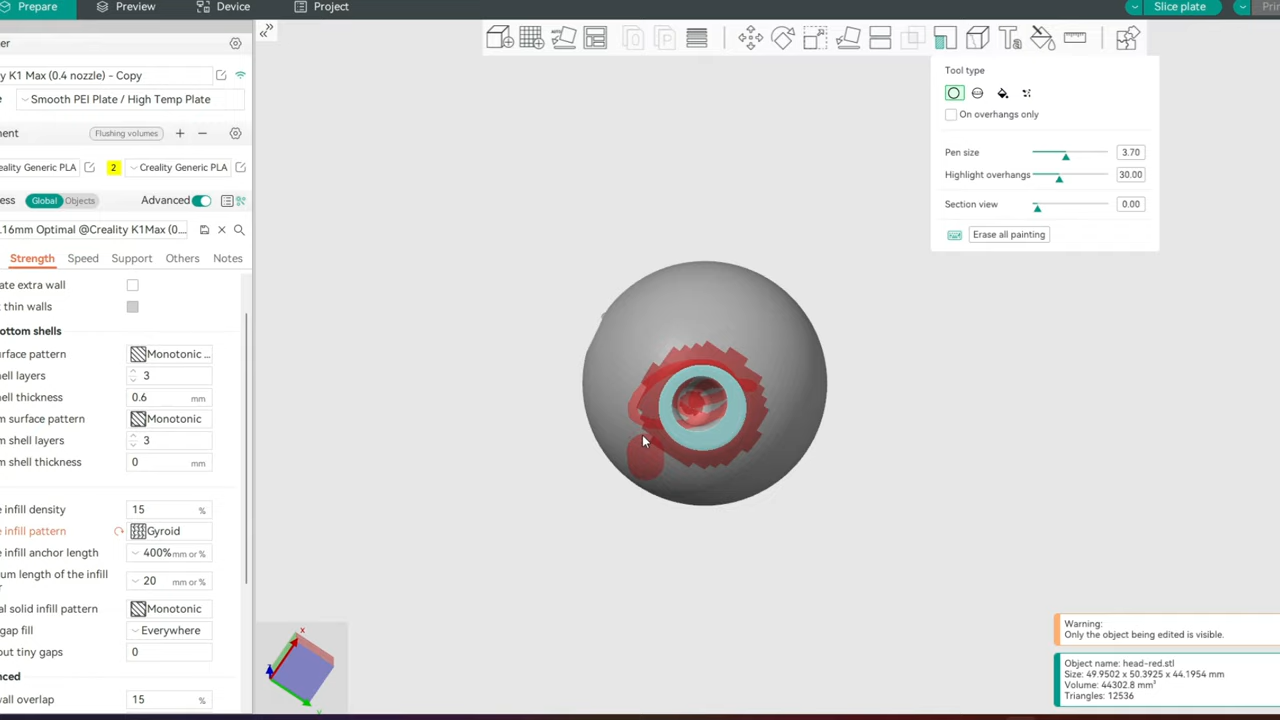 Prepare
Preview
Device
Project
Slice plate
er
y K1 Max (0.4 nozzle) - Copy
Smooth PEI Plate / High Temp Plate
ment
Flushing volumes
eality Generic PLA
2
Creality Generic PLA
ess
Global
Objects
Advanced
.16mm Optimal @Creality K1Max (0...
Strength
Speed
Support
Others
Notes
ate extra wall
t thin walls
ottom shells
urface pattern
Monotonic ...
ell layers
3
ell thickness
0.6
mm
m surface pattern
Monotonic
m shell layers
3
m shell thickness
0
mm
e infill density
15
%
e infill pattern
Gyroid
e infill anchor length
400%
mm or %
um length of the infill
r
20
mm or %
al solid infill pattern
Monotonic
gap fill
Everywhere
out tiny gaps
0
nced
wall overlap
15
%
Tool type
On overhangs only
Pen size
3.70
Highlight overhangs
30.00
Section view
0.00
Erase all painting
x
Warning:
Only the object being edited is visible.
Object name: head-red.stl
Size: 49.9502 x 50.3925 x 44.1954 mm
Volume: 44302.8 mm³
Triangles: 12536